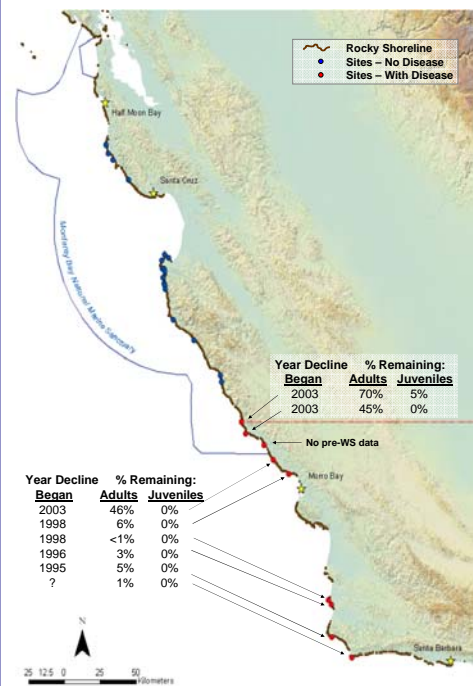 Rocky Shoreline
Sites – No Disease
Sites – With Disease
Half Moon Bay
Santa Cruz
Monterey Bay National Marine Sanctuary
Year Decline % Remaining:
Began Adults Juveniles
2003 70% 5%
2003 45% 0%
No pre-WS data
Morro Bay
Year Decline % Remaining:
Began Adults Juveniles
2003 46% 0%
1998 6% 0%
1998 <1% 0%
1996 3% 0%
1995 5% 0%
? 1% 0%
N
Santa Barbara
25 12.5 0 25 50
Kilometers